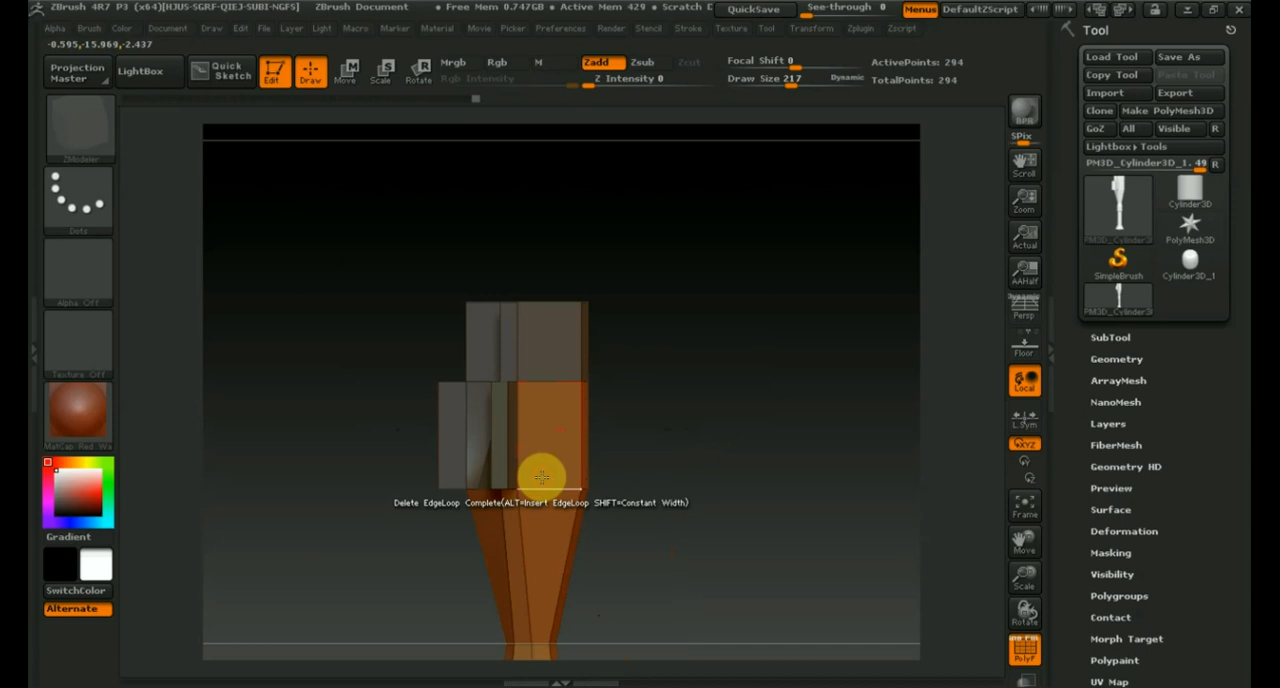 ZBrush 4R7 P3 (x64)[HJUS-SGRF-QIEJ-SUBI-NGFS] ZBrush Document • Free Mem 0.747GB • Active Mem 429 • Scratch D QuickSave See-through 0 Menus DefaultZScript
Alpha Brush Color Document Draw Edit File Layer Light Macro Marker Material Movie Picker Preferences Render Stencil Stroke Texture Tool Transform Zplugin Zscript
-0.595,-15.969,-2.437
Projection Master
LightBox
Quick Sketch
Edit
Draw
Move
Scale
Rotate
Mrgb Rgb M
Rgb Intensity
Zadd Zsub Zcut
Z Intensity 0
Focal Shift 0
Draw Size 217 Dynamic
ActivePoints: 294
TotalPoints: 294
ZModeler
Dots
Alpha Off
Texture Off
MatCap Red Wa
Gradient
SwitchColor
Alternate
Delete EdgeLoop Complete(ALT=Insert EdgeLoop SHIFT=Constant Width)
BPR
SPix
Scroll
Zoom
Actual
AAHalf
Dynamic
Persp
Floor
Local
L.Sym
XYZ
Y
Z
Frame
Move
Scale
Rotate
PolyF
Tool
Load Tool Save As
Copy Tool Paste Tool
Import Export
Clone Make PolyMesh3D
GoZ All Visible R
Lightbox▸Tools
PM3D_Cylinder3D_1. 49 R
PM3D_Cylinder3
Cylinder3D
PolyMesh3D
SimpleBrush
Cylinder3D_1
PM3D_Cylinder3
SubTool
Geometry
ArrayMesh
NanoMesh
Layers
FiberMesh
Geometry HD
Preview
Surface
Deformation
Masking
Visibility
Polygroups
Contact
Morph Target
Polypaint
UV Map